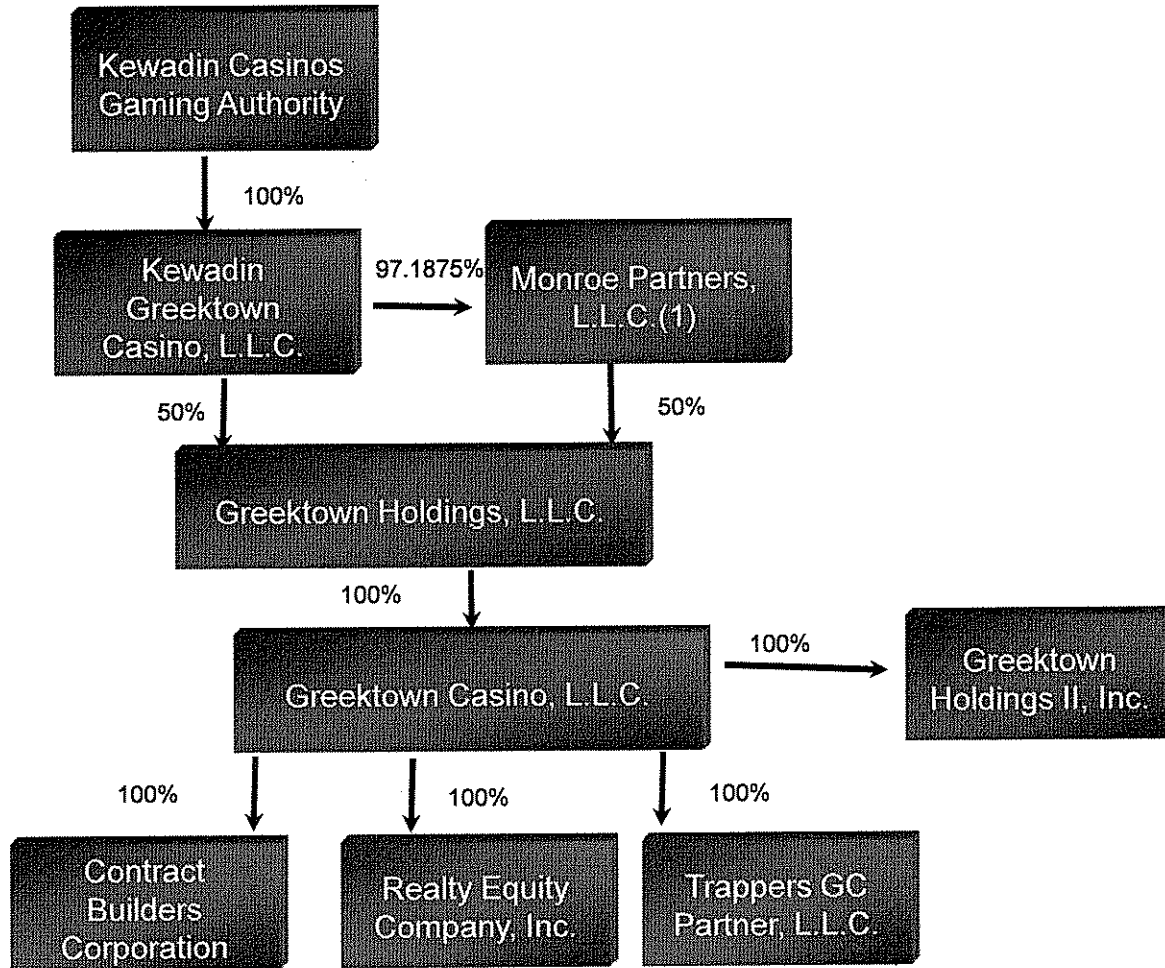 Kewadin Casinos
Gaming Authority
100%
Kewadin
Greektown
Casino, L.L.C.
97.1875%
Monroe Partners,
L.L.C.(1)
50%
50%
Greektown Holdings, L.L.C.
100%
Greektown Casino, L.L.C.
100%
Greektown
Holdings II, Inc.
100%
100%
100%
Contract
Builders
Corporation
Realty Equity
Company, Inc.
Trappers GC
Partner, L.L.C.